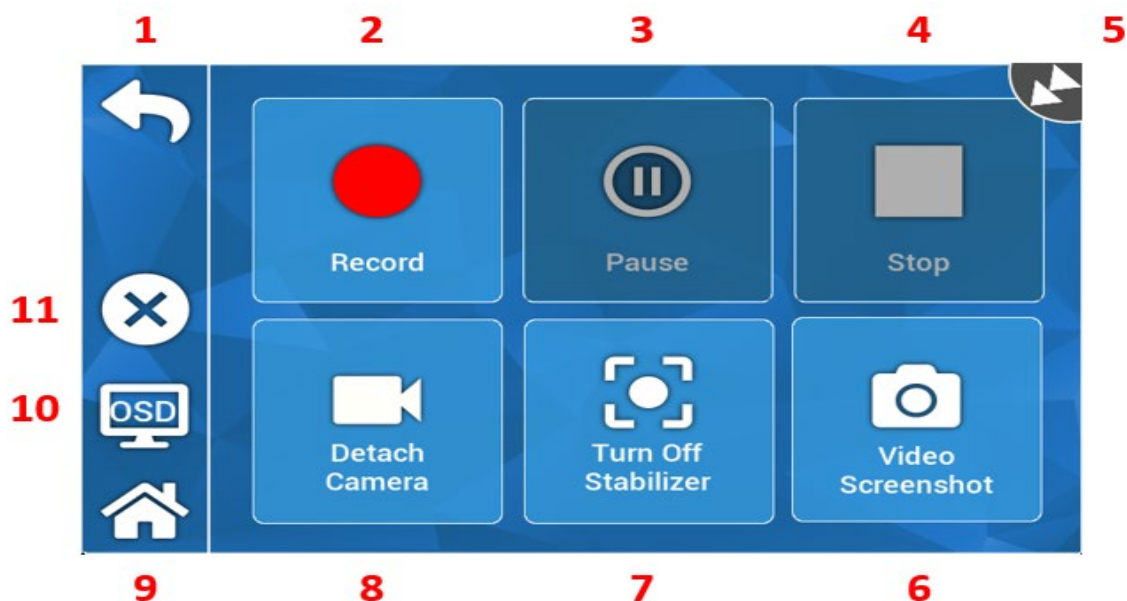 1 2 3 4 5
Record Pause Stop
11
10 OSD
Detach Turn Off Video
Camera Stabilizer Screenshot
9 8 7 6